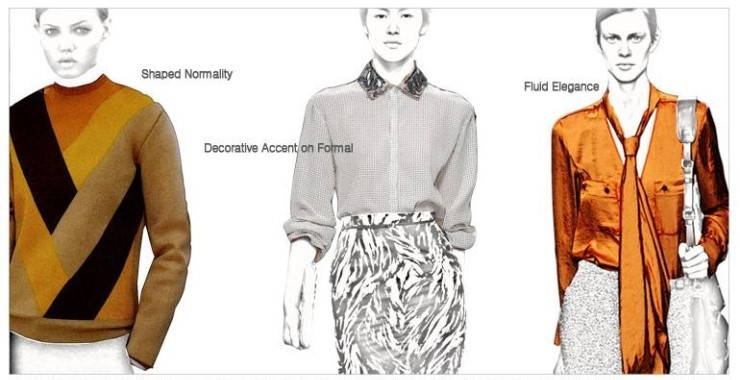 Shaped Normality
Fluid Elegance
Decorative Accent on Formal